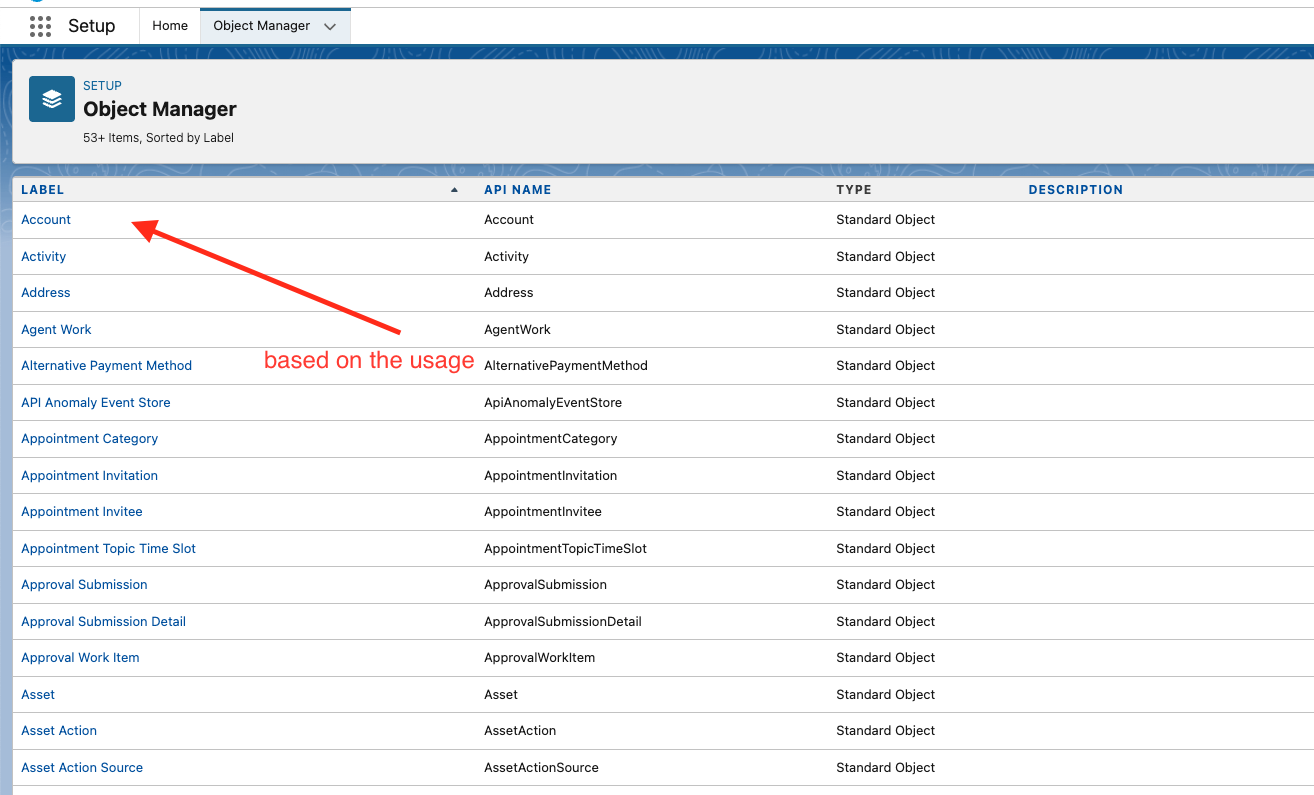 Setup Home Object Manager
SETUP
Object Manager
53+ Items, Sorted by Label
LABEL API NAME TYPE DESCRIPTION
Account Account Standard Object
Activity Activity Standard Object
Address Address Standard Object
Agent Work AgentWork Standard Object
based on the usage
Alternative Payment Method AlternativePaymentMethod Standard Object
API Anomaly Event Store ApiAnomalyEventStore Standard Object
Appointment Category AppointmentCategory Standard Object
Appointment Invitation AppointmentInvitation Standard Object
Appointment Invitee AppointmentInvitee Standard Object
Appointment Topic Time Slot AppointmentTopicTimeSlot Standard Object
Approval Submission ApprovalSubmission Standard Object
Approval Submission Detail ApprovalSubmissionDetail Standard Object
Approval Work Item ApprovalWorkItem Standard Object
Asset Asset Standard Object
Asset Action AssetAction Standard Object
Asset Action Source AssetActionSource Standard Object